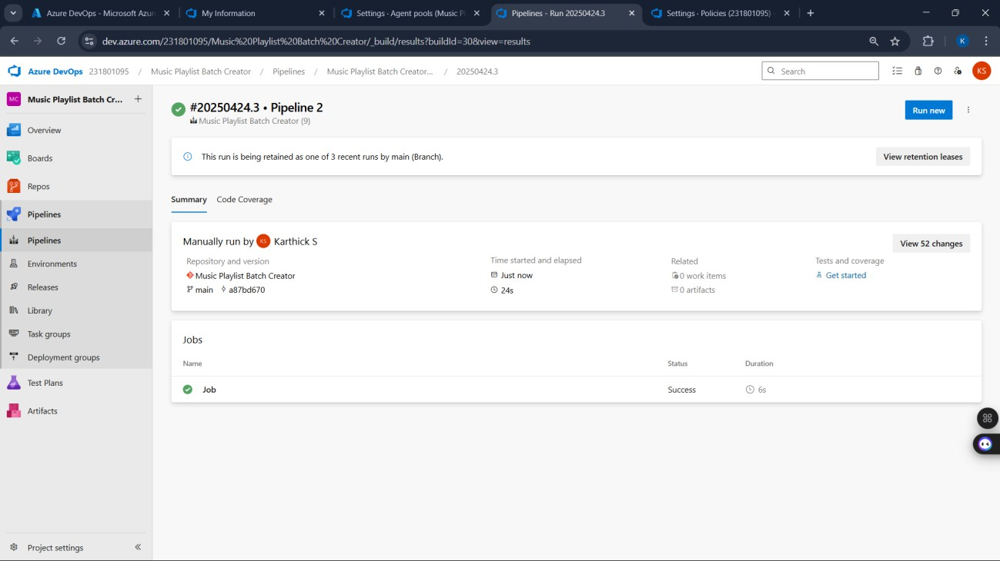 Azure DevOps - Microsoft Azur
My Information
Settings · Agent pools (Music Pl
Pipelines - Run 20250424.3
Settings · Policies (231801095)
dev.azure.com/231801095/Music%20Playlist%20Batch%20Creator/_build/results?buildId=30&view=results
K
Azure DevOps 231801095 / Music Playlist Batch Creator / Pipelines / Music Playlist Batch Creator... / 20250424.3
Search
KS
MC Music Playlist Batch Cr...
Overview
Boards
Repos
Pipelines
Pipelines
Environments
Releases
Library
Task groups
Deployment groups
Test Plans
Artifacts
Project settings
#20250424.3 • Pipeline 2
Music Playlist Batch Creator (9)
Run new
This run is being retained as one of 3 recent runs by main (Branch).
View retention leases
Summary Code Coverage
Manually run by KS Karthick S
View 52 changes
Repository and version
Music Playlist Batch Creator
main a87bd670
Time started and elapsed
Just now
24s
Related
0 work items
0 artifacts
Tests and coverage
Get started
Jobs
Name Status Duration
Job Success 6s